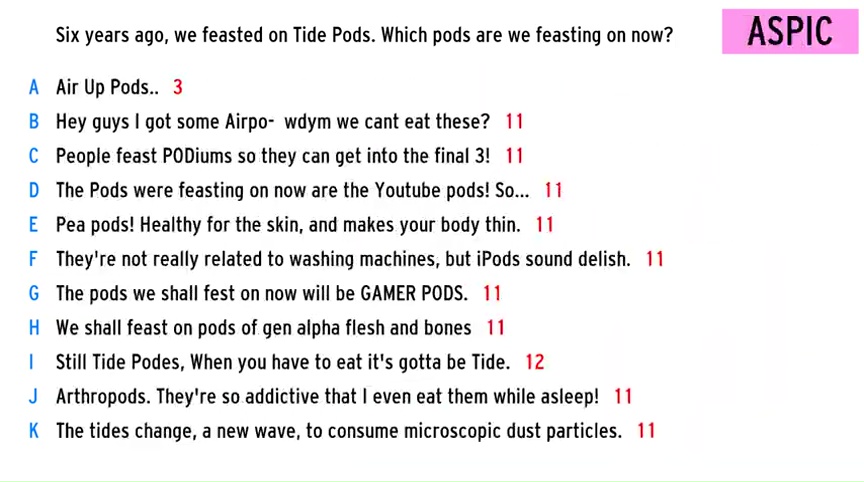 Six years ago, we feasted on Tide Pods. Which pods are we feasting on now?
ASPIC
A Air Up Pods.. 3
B Hey guys I got some Airpo- wdym we cant eat these? 11
C People feast PODiums so they can get into the final 3! 11
D The Pods were feasting on now are the Youtube pods! So... 11
E Pea pods! Healthy for the skin, and makes your body thin. 11
F They're not really related to washing machines, but iPods sound delish. 11
G The pods we shall fest on now will be GAMER PODS. 11
H We shall feast on pods of gen alpha flesh and bones 11
I Still Tide Podes, When you have to eat it's gotta be Tide. 12
J Arthropods. They're so addictive that I even eat them while asleep! 11
K The tides change, a new wave, to consume microscopic dust particles. 11